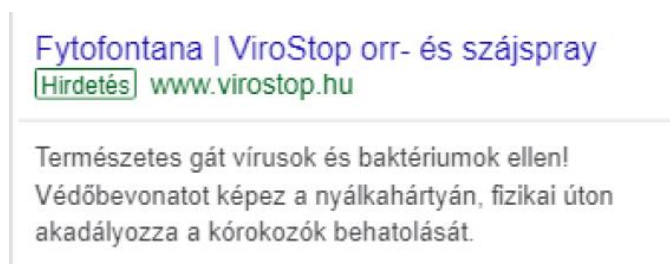 Fytofontana | ViroStop orr- és szájspray
Hirdetés www.virostop.hu
Természetes gát vírusok és baktériumok ellen!
Védőbevonatot képez a nyálkahártyán, fizikai úton
akadályozza a kórokozók behatolását.